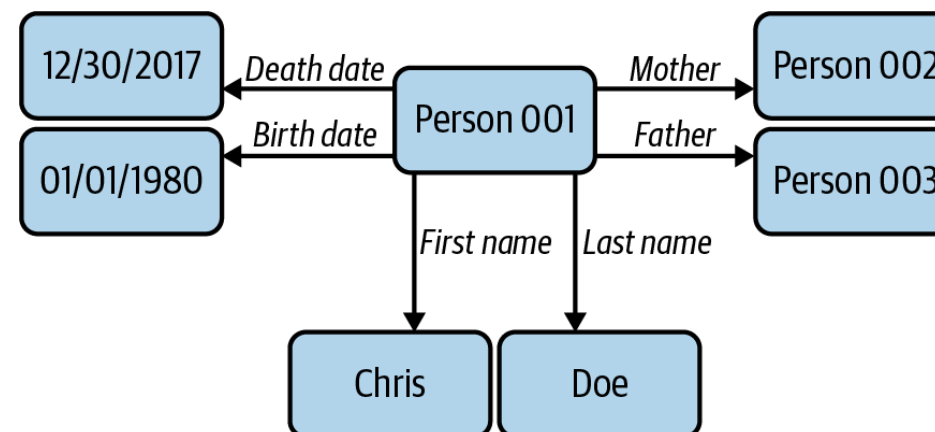 12/30/2017
Death date
Mother
Person 002
Person 001
Birth date
Father
01/01/1980
Person 003
First name
Last name
Chris
Doe